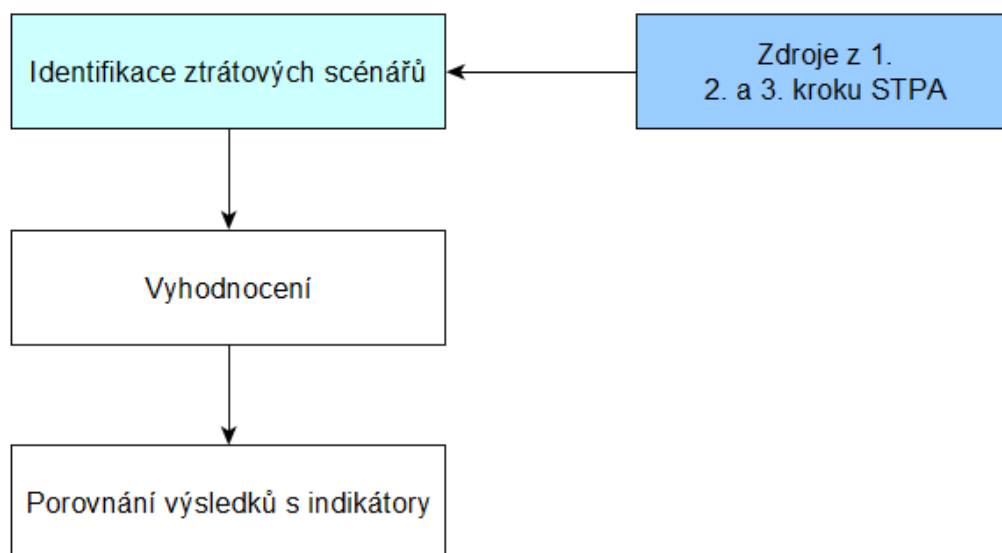 Identifikace ztrátových scénářů
Zdroje z 1.
2. a 3. kroku STPA
Vyhodnocení
Porovnání výsledků s indikátory